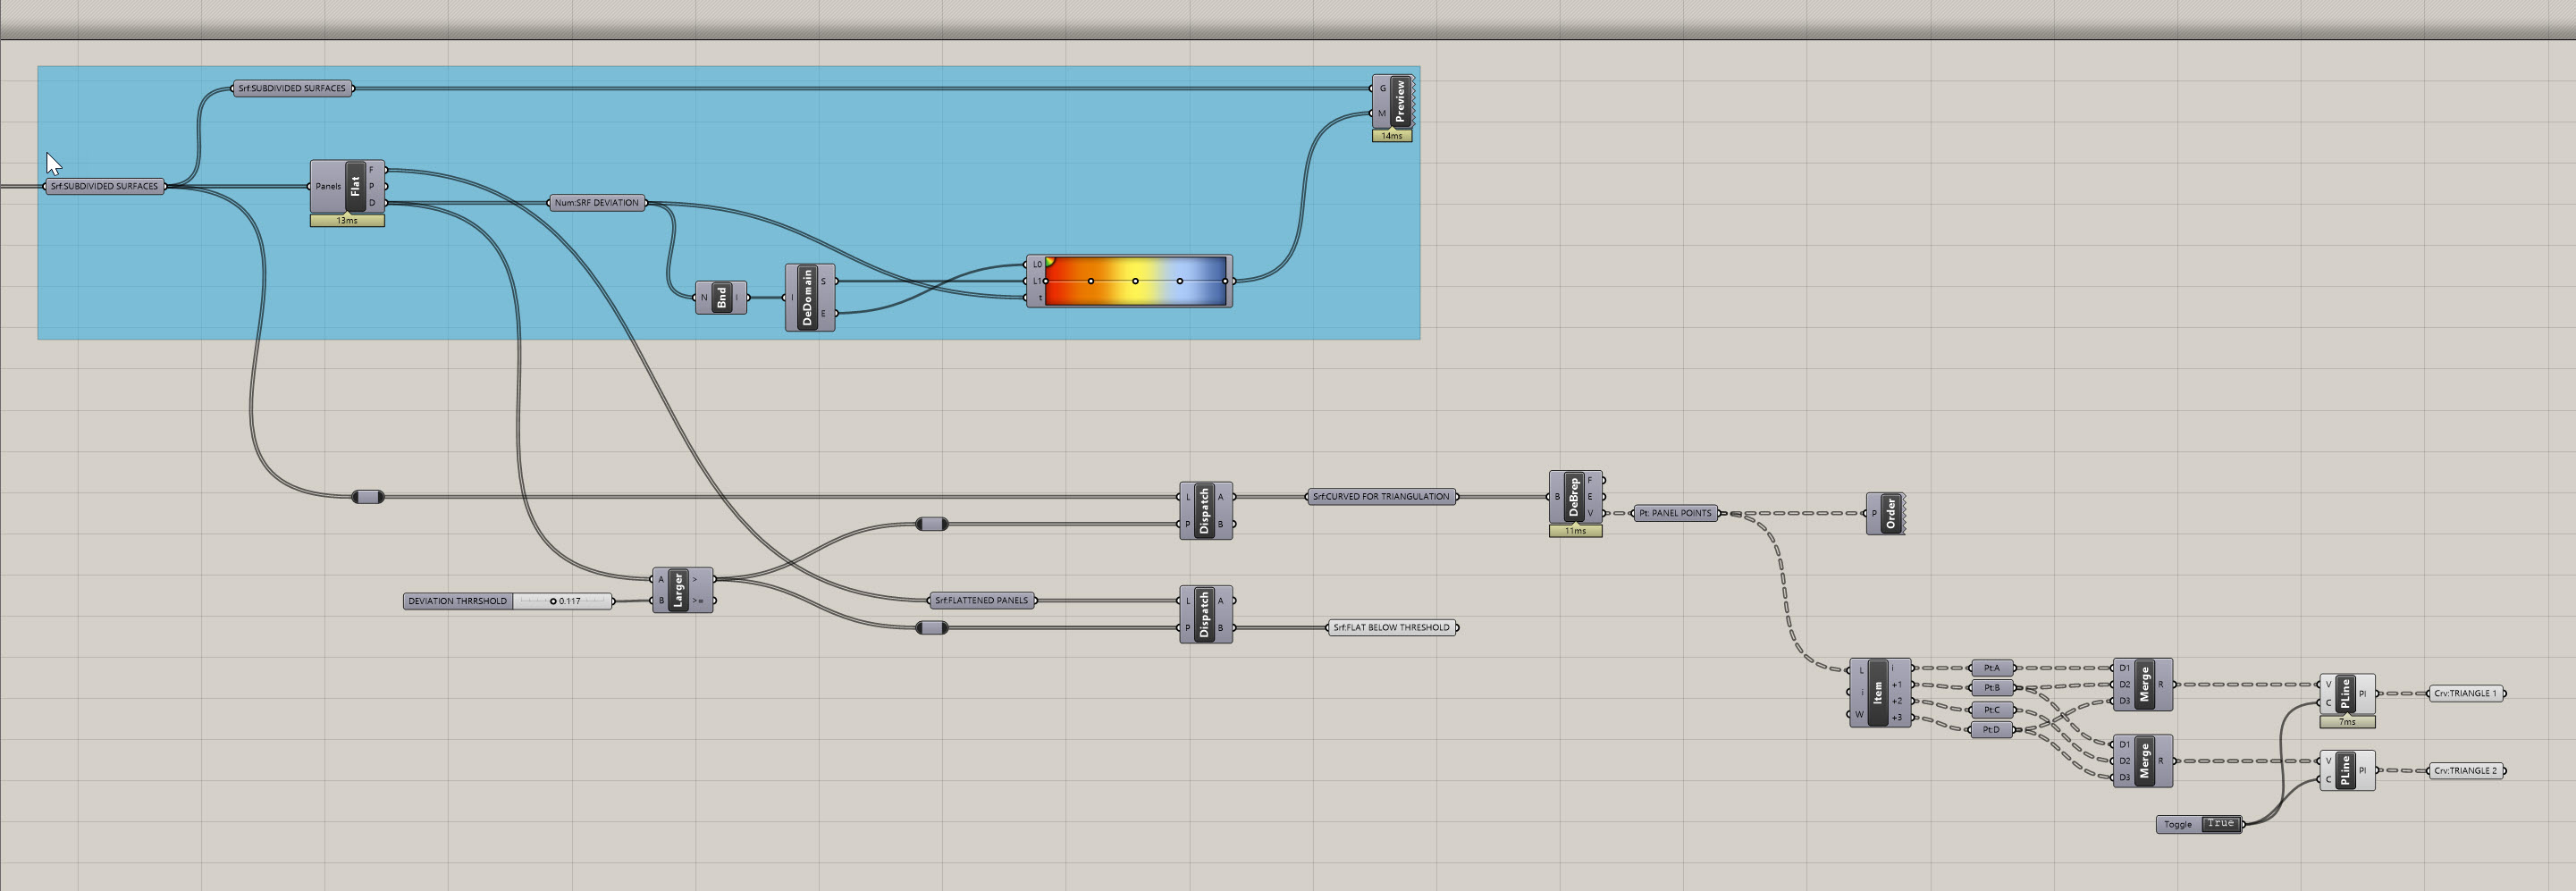 Srf:SUBDIVIDED SURFACES
G
M
Preview
14ms
Srf:SUBDIVIDED SURFACES
Panels
Flat
F
P
D
13ms
Num:SRF DEVIATION
N
Bnd
I
I
DeDomain
S
E
L0
L1
t
L
P
Dispatch
A
B
Srf:CURVED FOR TRIANGULATION
B
DeBrep
F
E
V
11ms
Pt: PANEL POINTS
P
Order
DEVIATION THRRSHOLD
0.117
A
B
Larger
>
>=
Srf:FLATTENED PANELS
L
P
Dispatch
A
B
Srf:FLAT BELOW THRESHOLD
L
i
W
Item
i
+1
+2
+3
Pt:A
Pt:B
Pt:C
Pt:D
D1
D2
D3
Merge
R
V
C
PLine
Pl
7ms
Crv:TRIANGLE 1
D1
D2
D3
Merge
R
V
C
PLine
Pl
Crv:TRIANGLE 2
Toggle
True